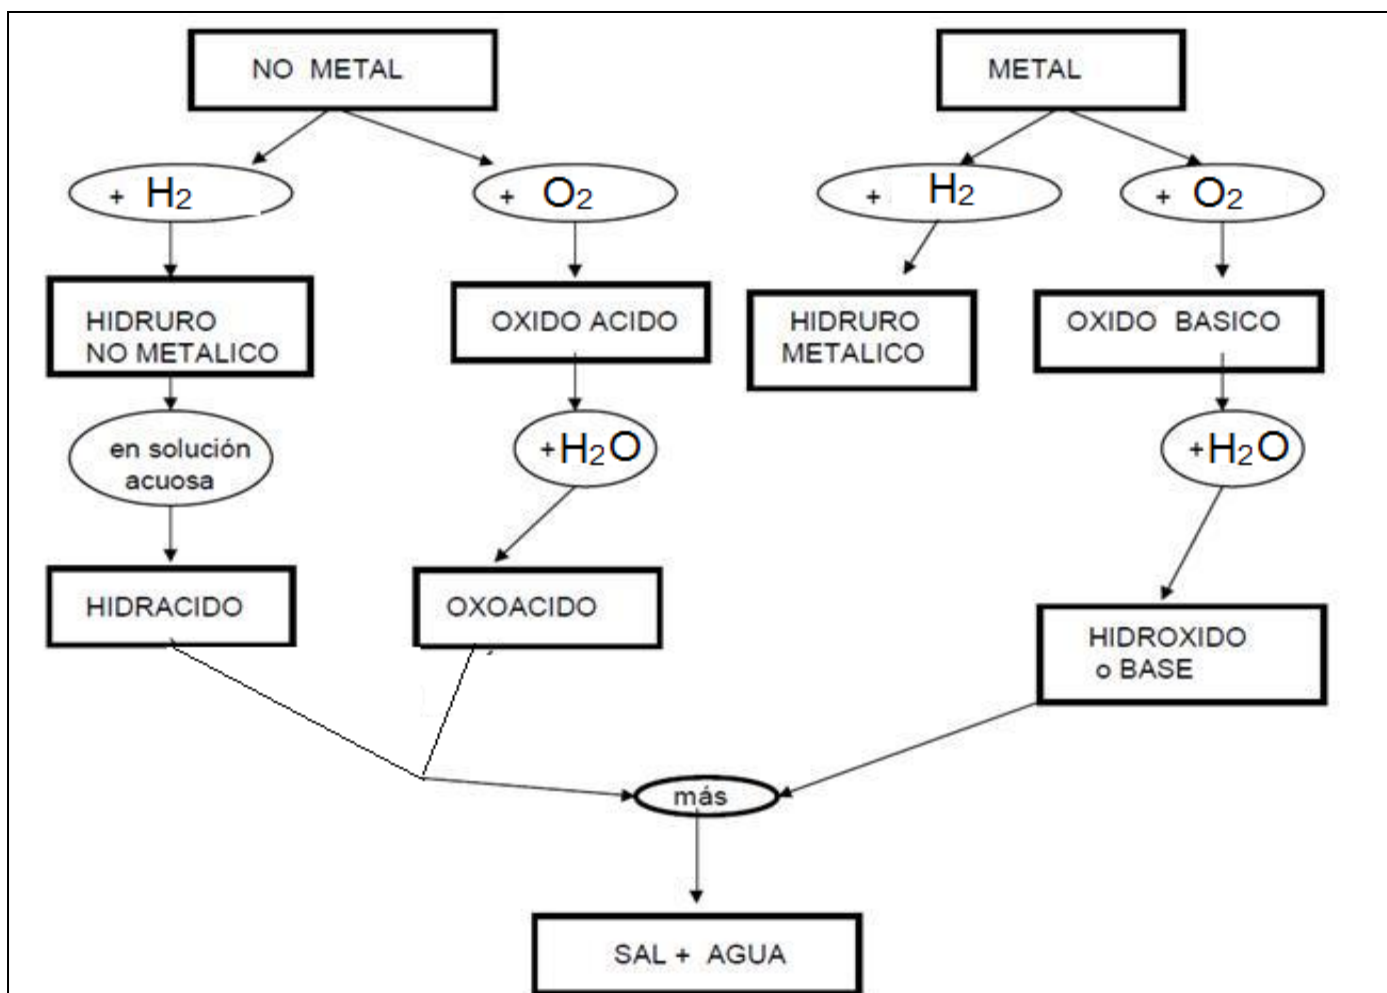 NO METAL
METAL
+ H2
+ O2
+ H2
+ O2
HIDRURO
NO METALICO
OXIDO ACIDO
HIDRURO
METALICO
OXIDO BASICO
en solución
acuosa
+H2O
+H2O
HIDRACIDO
OXOACIDO
HIDROXIDO
o BASE
más
SAL + AGUA